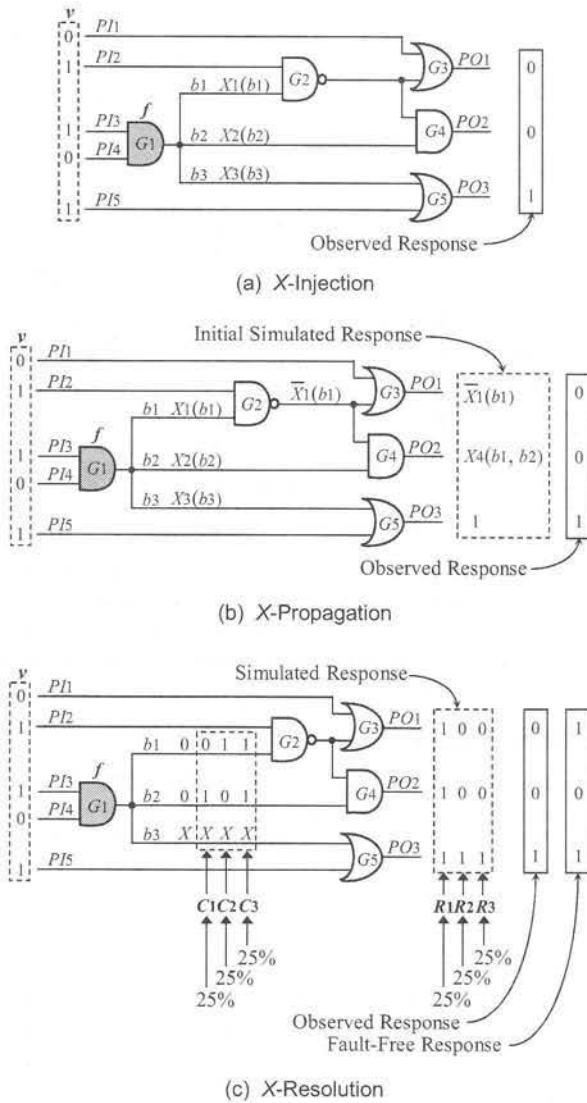 v
0 PI1
1 PI2
b1 X1(b1) G2 G3 PO1 0
f
1 PI3
G1 b2 X2(b2) G4 PO2 0
0 PI4
b3 X3(b3)
1 PI5 G5 PO3 1
Observed Response
(a) X-Injection
Initial Simulated Response
v
0 PI1
1 PI2
G2 X̅1(b1) G3 PO1 X̅1(b1) 0
b1 X1(b1)
f
1 PI3
G1 b2 X2(b2) G4 PO2 X4(b1, b2) 0
0 PI4
b3 X3(b3)
1 PI5 G5 PO3 1 1
Observed Response
(b) X-Propagation
Simulated Response
v
0 PI1
1 PI2
G2 G3 PO1 1 0 0 0 1
b1 0 0 1 1
f
1 PI3
G1 b2 0 1 0 1 G4 PO2 1 0 0 0 0
0 PI4
b3 X X X X
1 PI5 G5 PO3 1 1 1 1 1
C1 C2 C3 R1 R2 R3
25% 25%
25% 25%
25% 25%
Observed Response
Fault-Free Response
(c) X-Resolution